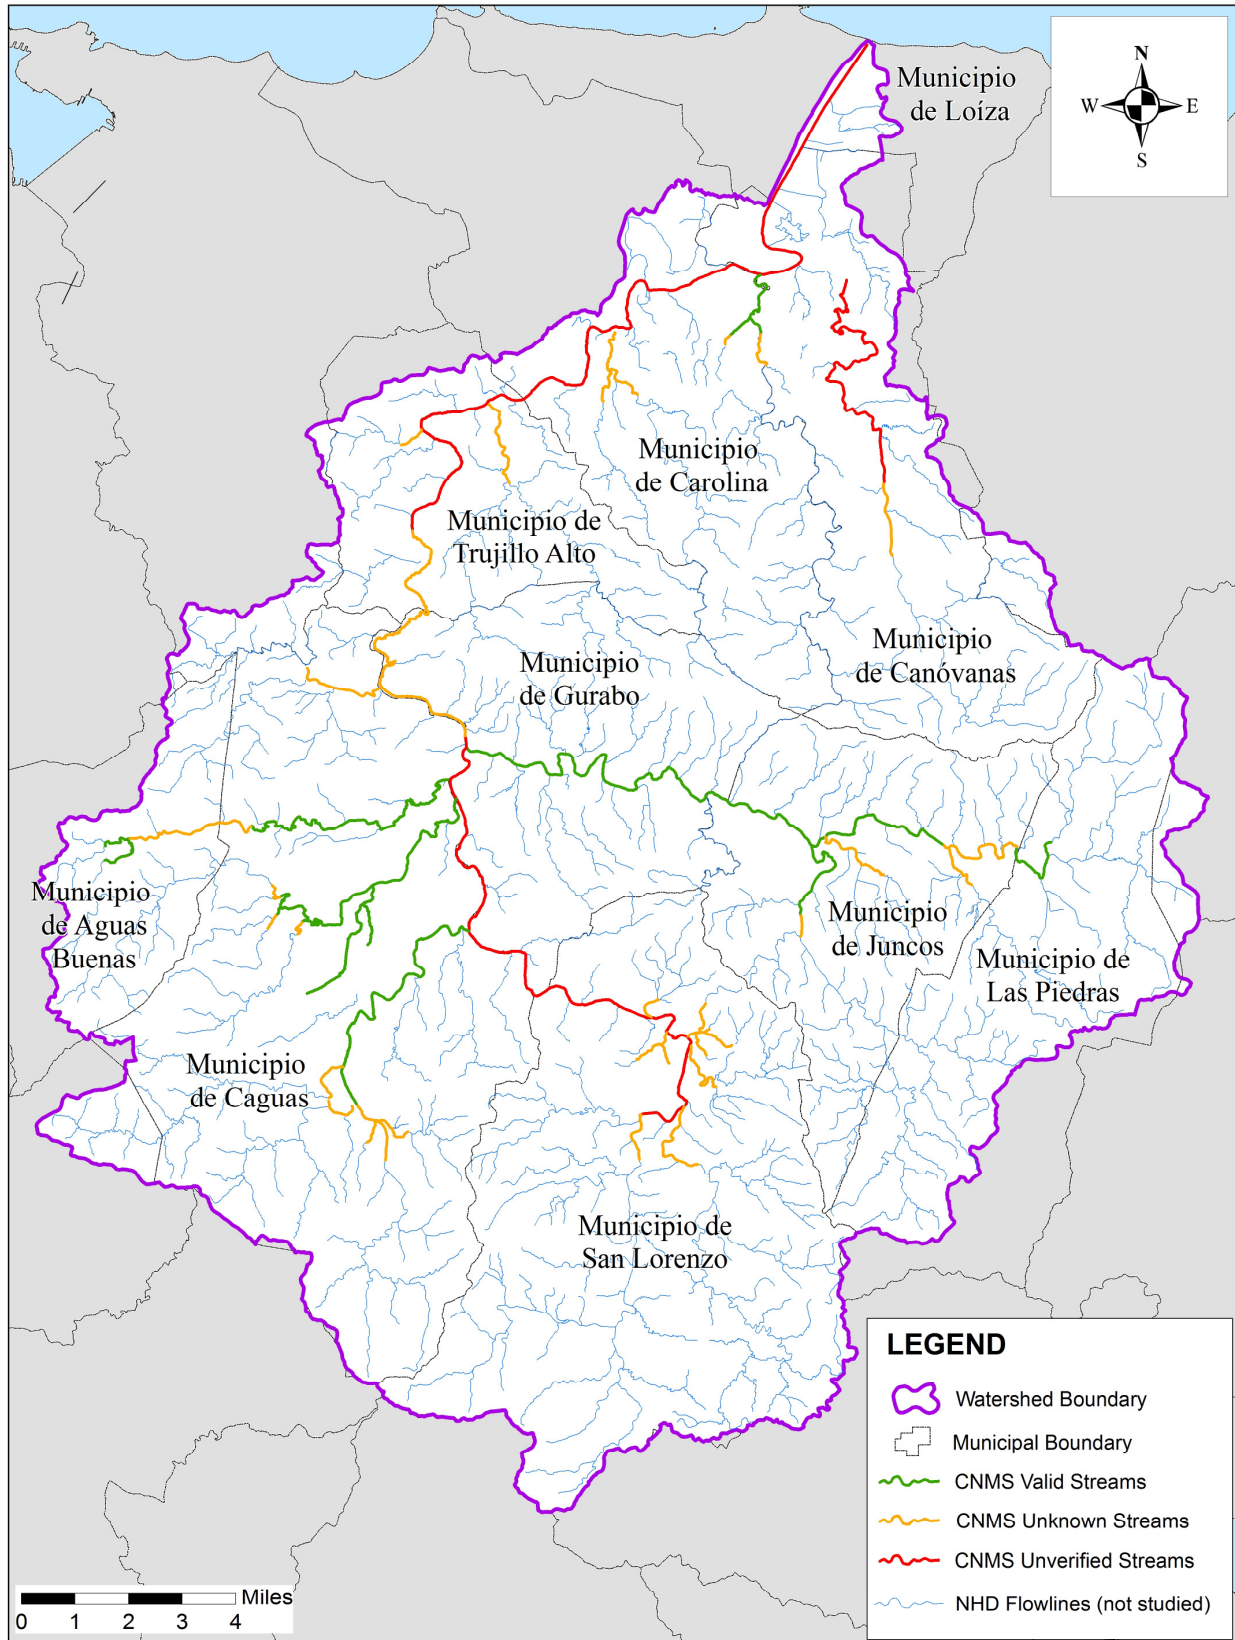 Municipio
de Loíza
N
W
E
S
Municipio
de Carolina
Municipio de
Trujillo Alto
Municipio
de Gurabo
Municipio
de Canóvanas
Municipio
de Aguas
Buenas
Municipio
de Juncos
Municipio de
Las Piedras
Municipio
de Caguas
Municipio de
San Lorenzo
LEGEND
Watershed Boundary
Municipal Boundary
CNMS Valid Streams
CNMS Unknown Streams
CNMS Unverified Streams
NHD Flowlines (not studied)
Miles
0 1 2 3 4